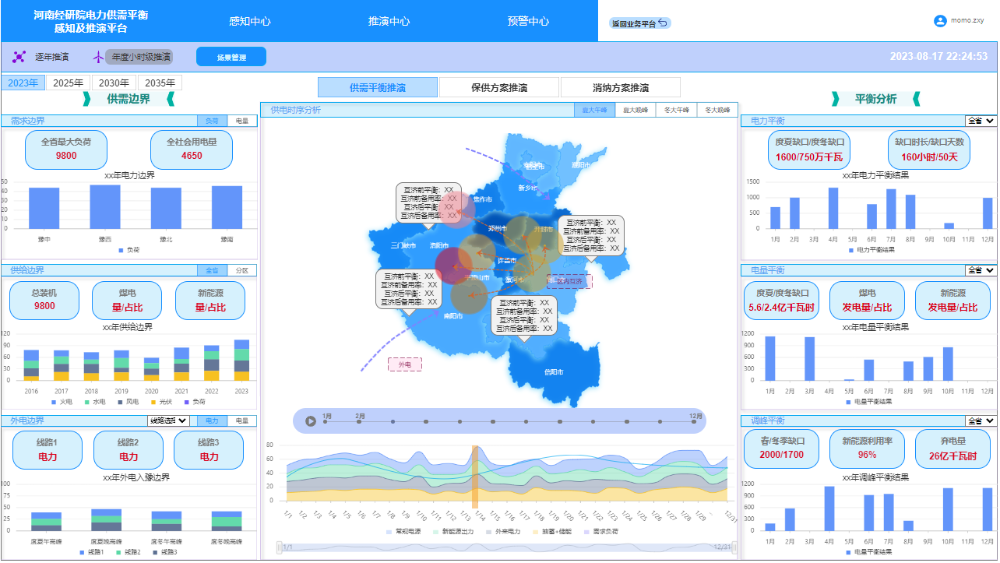 河南经研院电力供需平衡
感知及推演平台
感知中心
推演中心
预警中心
返回业务平台
momo.zxy
逐年推演
年度小时级推演
场景管理
2023-08-17 22:24:53
2023年 2025年 2030年 2035年
供需边界
供需平衡推演 保供方案推演 消纳方案推演
平衡分析
需求边界 负荷 电量
全省最大负荷
9800
全社会用电量
4650
xx年电力边界
50
40
30
20
10
0
豫中 豫西 豫北 豫南
负荷
供给边界 全省 分区
总装机
9800
煤电
量/占比
新能源
量/占比
xx年供给边界
120
90
60
30
0
2016 2017 2018 2019 2020 2021 2022 2023
火电 水电 风电 光伏 负荷
外电边界 线路选择 电力 电量
线路1
电力
线路2
电力
线路3
电力
xx年外电入豫边界
100
75
50
25
0
度夏午高峰 度夏晚高峰 度冬午高峰 度冬晚高峰
线路1 线路2 线路3
供电时序分析 夏大午峰 夏大晚峰 冬大午峰 冬大晚峰
濮阳市
新乡市
焦作市
郑州市
开封市
三门峡市
洛阳市
许昌市
平顶山市
漯河市
南阳市
信阳市
互济前平衡: XX
互济前备用率: XX
互济后平衡: XX
互济后备用率: XX
互济前平衡: XX
互济前备用率: XX
互济后平衡: XX
互济后备用率: XX
互济前平衡: XX
互济前备用率: XX
互济后平衡: XX
互济后备用率: XX
互济前平衡: XX
互济前备用率: XX
互济后平衡: XX
互济后备用率: XX
区内互济
外电
1月 2月 12月
80
60
40
20
0
1/1 1/2 1/3 1/4 1/5 1/6 1/7 1/8 1/9 1/10 1/11 1/12 1/13 1/14 1/15 1/16 1/17 1/18 1/19 1/20 1/21 1/22 1/23 1/24 1/25 1/26 1/27 1/28 1/29 ... 12/31
常规电源 新能源出力 外来电力 抽蓄+储能 需求负荷
1/1 12/31
电力平衡 全省
度夏缺口/度冬缺口
1600/750万千瓦
缺口时长/缺口天数
160小时/50天
xx年电力平衡结果
1500
1000
500
0
1月 2月 3月 4月 5月 6月 7月 8月 9月 10月 11月 12月
电力平衡结果
电量平衡 全省
度夏/度冬缺口
5.6/2.4亿千瓦时
煤电
发电量/占比
新能源
发电量/占比
xx年电量平衡结果
1200
900
600
300
0
1月 2月 3月 4月 5月 6月 7月 8月 9月 10月 11月 12月
电量平衡结果
调峰平衡 全省
春/冬季缺口
2000/1700
新能源利用率
96%
弃电量
26亿千瓦时
xx年调峰平衡结果
1200
900
600
300
0
1月 2月 3月 4月 5月 6月 7月 8月 9月 10月 11月 12月
电量平衡结果